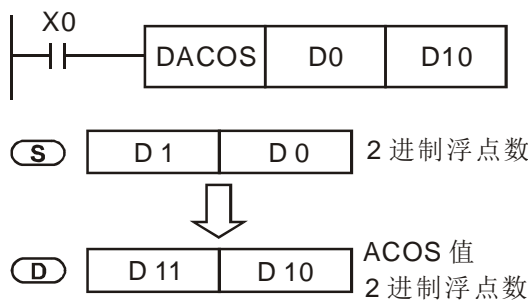 X0
DACOS D0 D10
S D 1 D 0 2 进制浮点数
D D 11 D 10 ACOS 值
2 进制浮点数